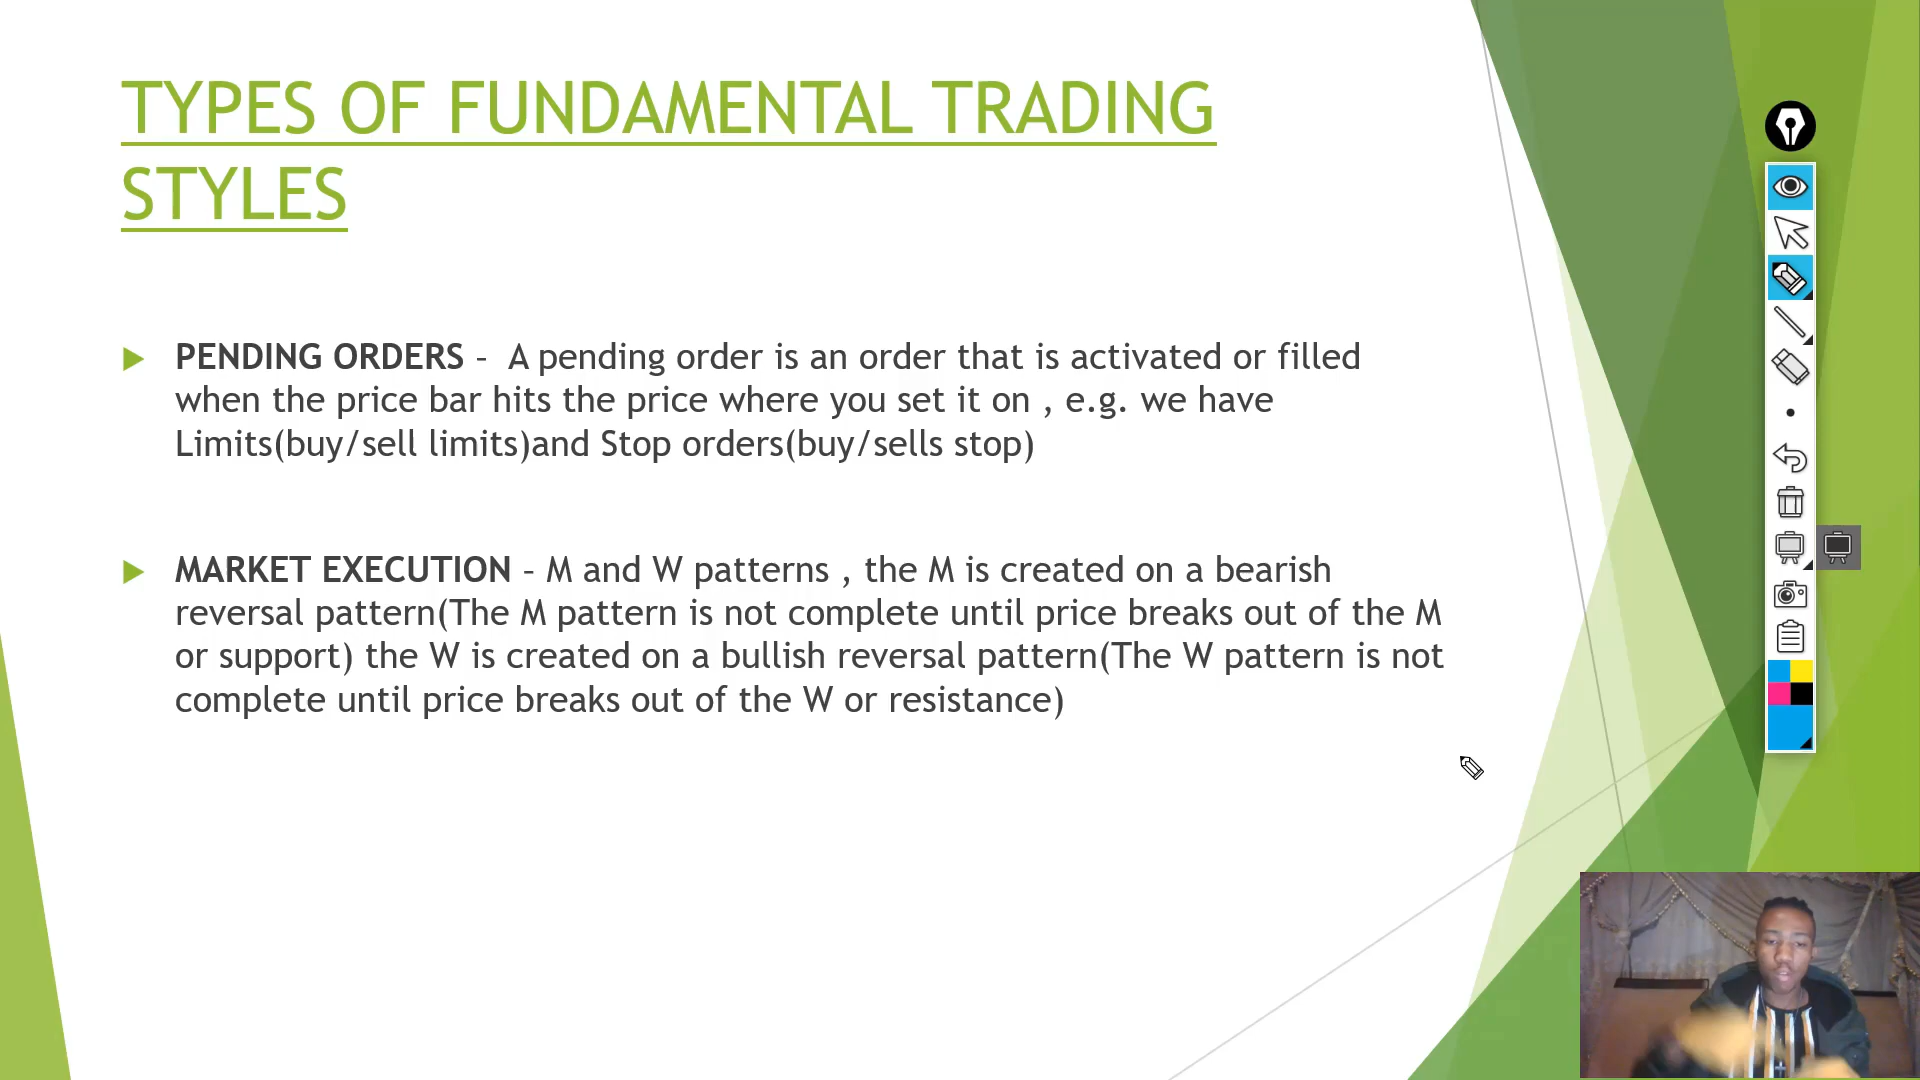 TYPES OF FUNDAMENTAL TRADING
STYLES
PENDING ORDERS – A pending order is an order that is activated or filled
when the price bar hits the price where you set it on , e.g. we have
Limits(buy/sell limits)and Stop orders(buy/sells stop)
MARKET EXECUTION – M and W patterns , the M is created on a bearish
reversal pattern(The M pattern is not complete until price breaks out of the M
or support) the W is created on a bullish reversal pattern(The W pattern is not
complete until price breaks out of the W or resistance)